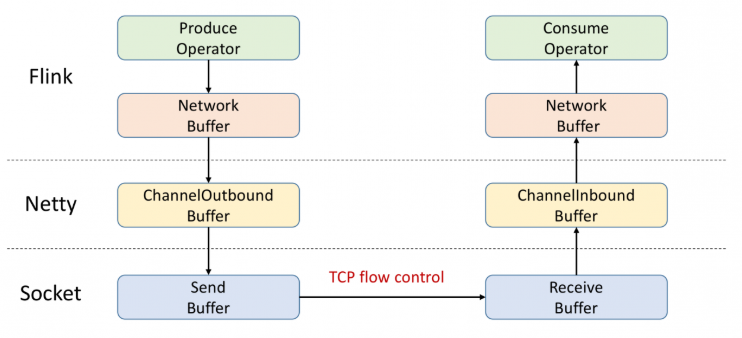 Produce
Operator
Consume
Operator
Flink
Network
Buffer
Network
Buffer
Netty
ChannelOutbound
Buffer
ChannelInbound
Buffer
Socket
Send
Buffer
TCP flow control
Receive
Buffer